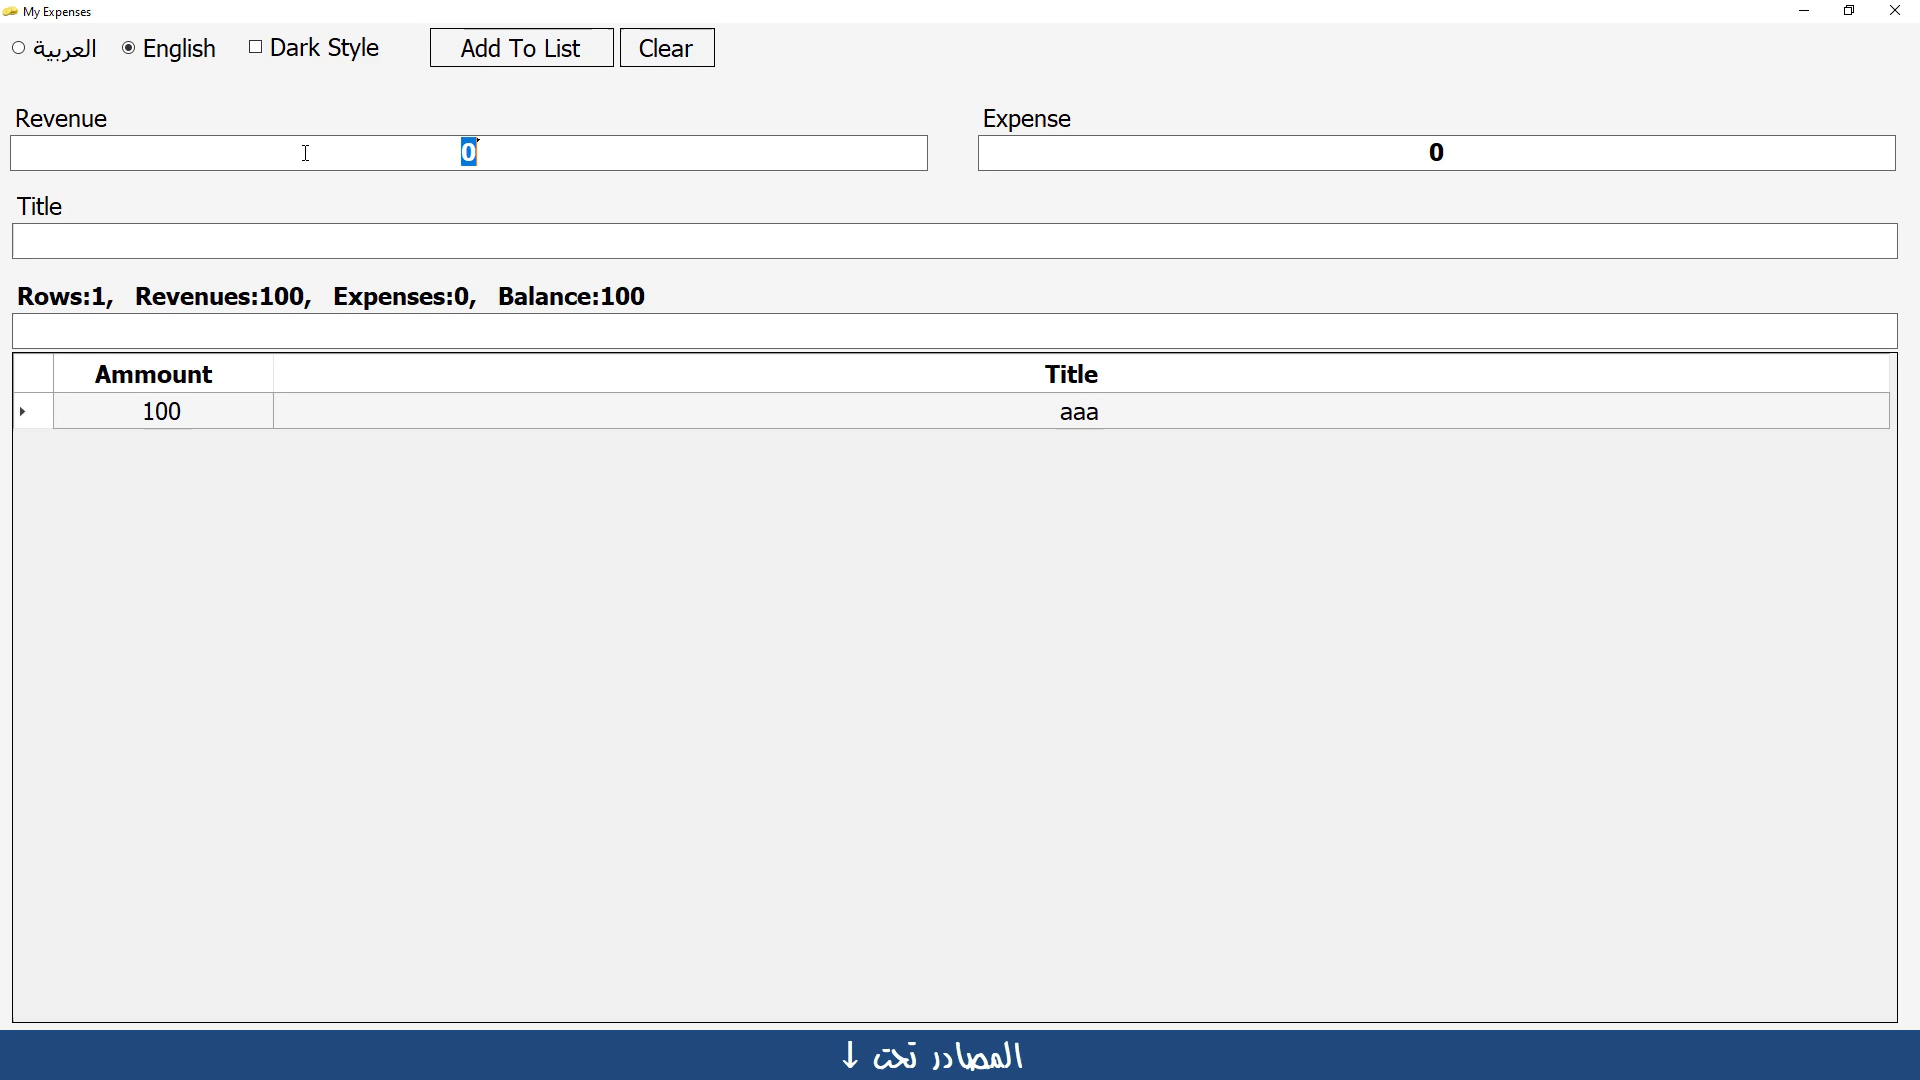 My Expenses
العربية English Dark Style Add To List Clear
Revenue Expense
0 0
Title
Rows:1, Revenues:100, Expenses:0, Balance:100
Ammount Title
100 aaa
المصادر تحت ↓